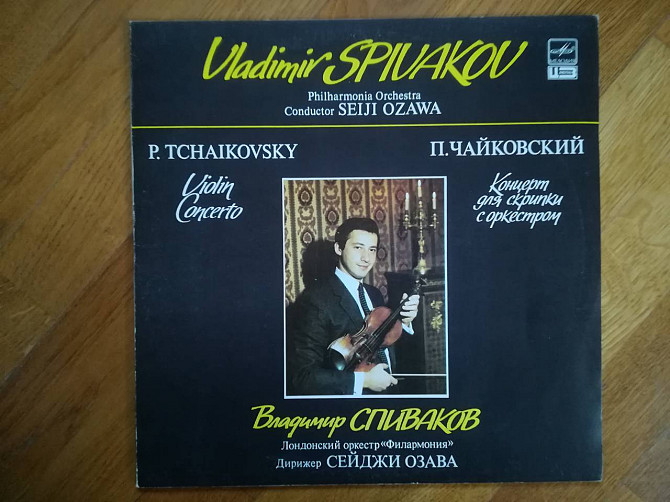 Vladimir SPIVAKOV
Philharmonia Orchestra
Conductor SEIJI OZAWA
P. TCHAIKOVSKY
П. ЧАЙКОВСКИЙ
Violin
Concerto
Концерт
для скрипки
с оркестром
Владимир СПИВАКОВ
Лондонский оркестр «Филармония»
Дирижер СЕЙДЖИ ОЗАВА